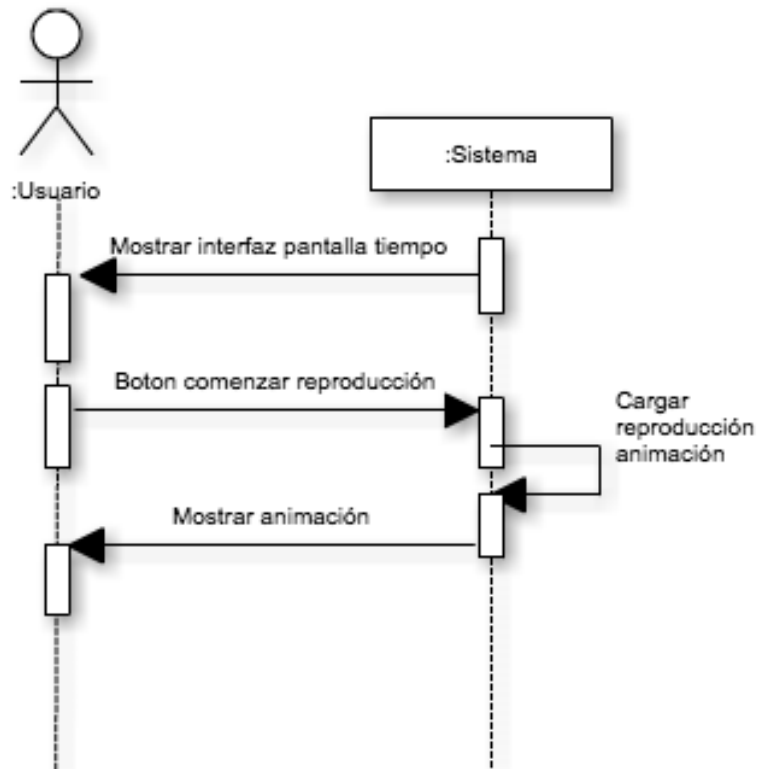 :Sistema
:Usuario
Mostrar interfaz pantalla tiempo
Boton comenzar reproducción
Cargar
reproducción
animación
Mostrar animación